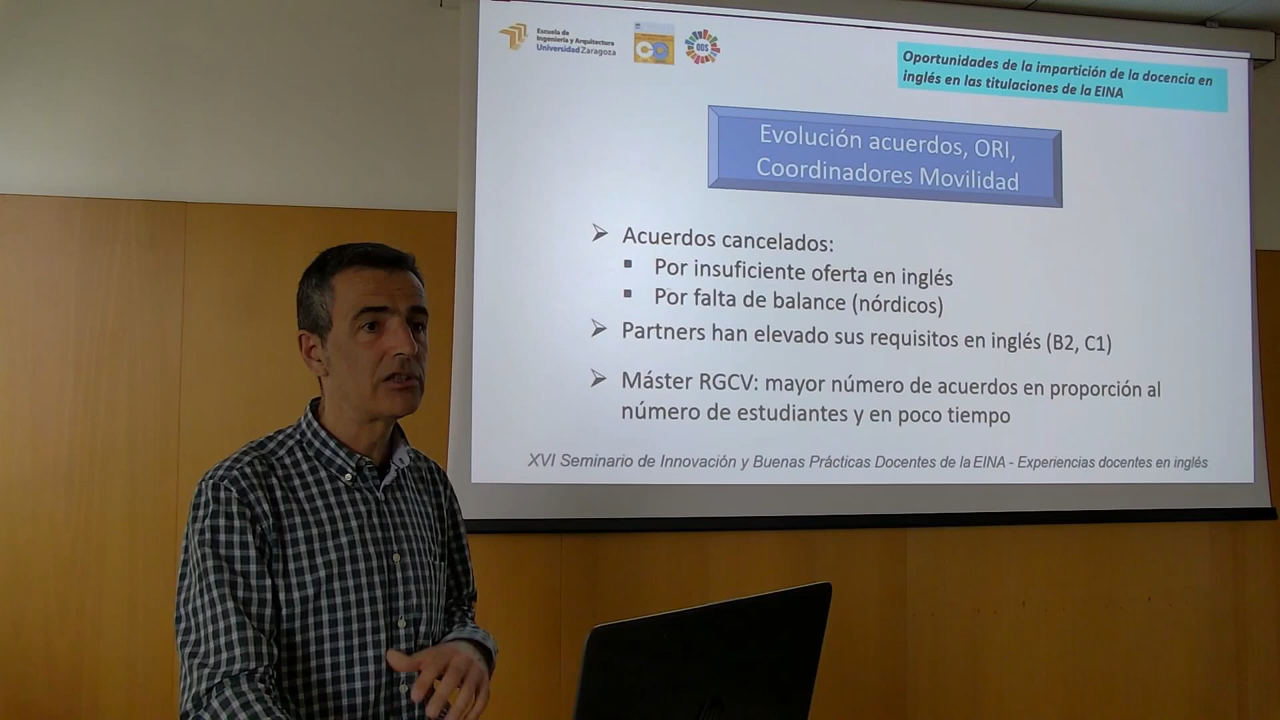 Escuela de
Ingeniería y Arquitectura
Universidad Zaragoza
ODS
Oportunidades de la impartición de la docencia en
inglés en las titulaciones de la EINA
Evolución acuerdos, ORI,
Coordinadores Movilidad
➢ Acuerdos cancelados:
▪ Por insuficiente oferta en inglés
▪ Por falta de balance (nórdicos)
➢ Partners han elevado sus requisitos en inglés (B2, C1)
➢ Máster RGCV: mayor número de acuerdos en proporción al
número de estudiantes y en poco tiempo
XVI Seminario de Innovación y Buenas Prácticas Docentes de la EINA - Experiencias docentes en inglés